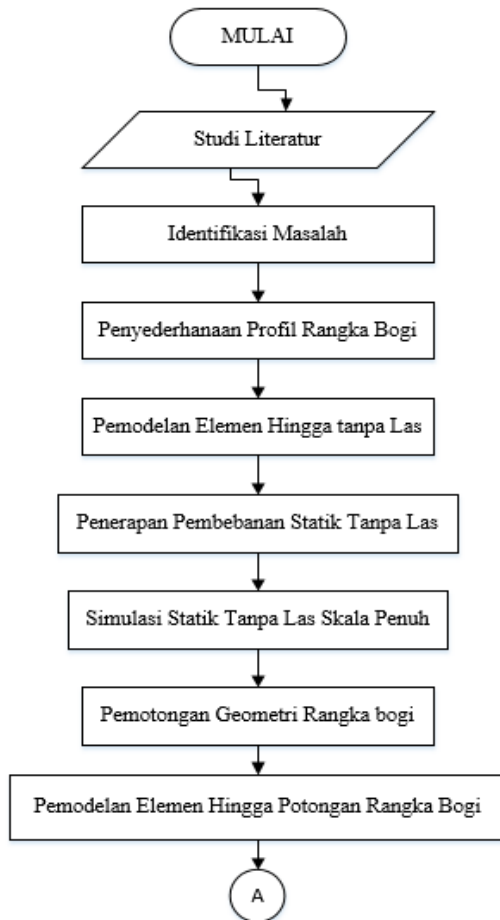 MULAI
Studi Literatur
Identifikasi Masalah
Penyederhanaan Profil Rangka Bogi
Pemodelan Elemen Hingga tanpa Las
Penerapan Pembebanan Statik Tanpa Las
Simulasi Statik Tanpa Las Skala Penuh
Pemotongan Geometri Rangka bogi
Pemodelan Elemen Hingga Potongan Rangka Bogi
A